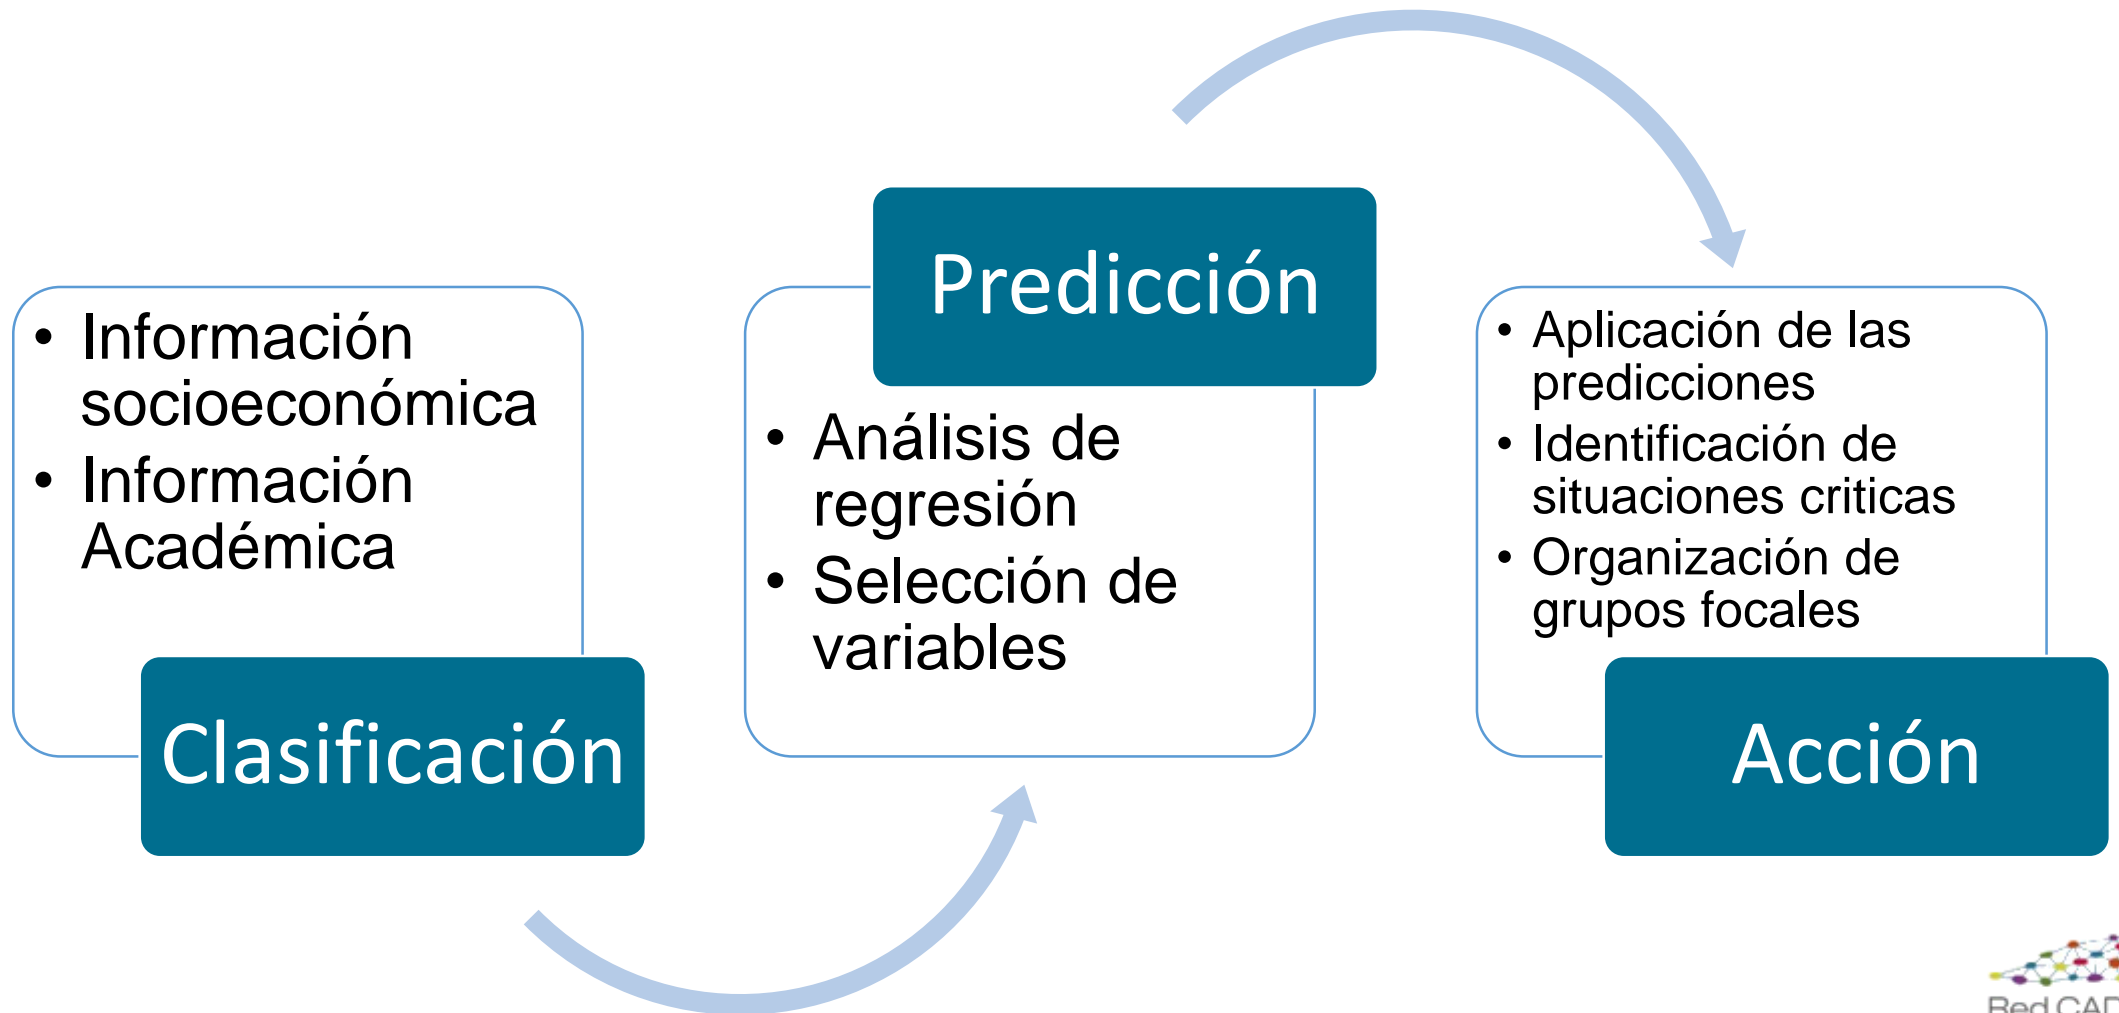 • Información
socioeconómica
• Información
Académica
Clasificación
Predicción
• Análisis de
regresión
• Selección de
variables
• Aplicación de las
predicciones
• Identificación de
situaciones criticas
• Organización de
grupos focales
Acción
Red